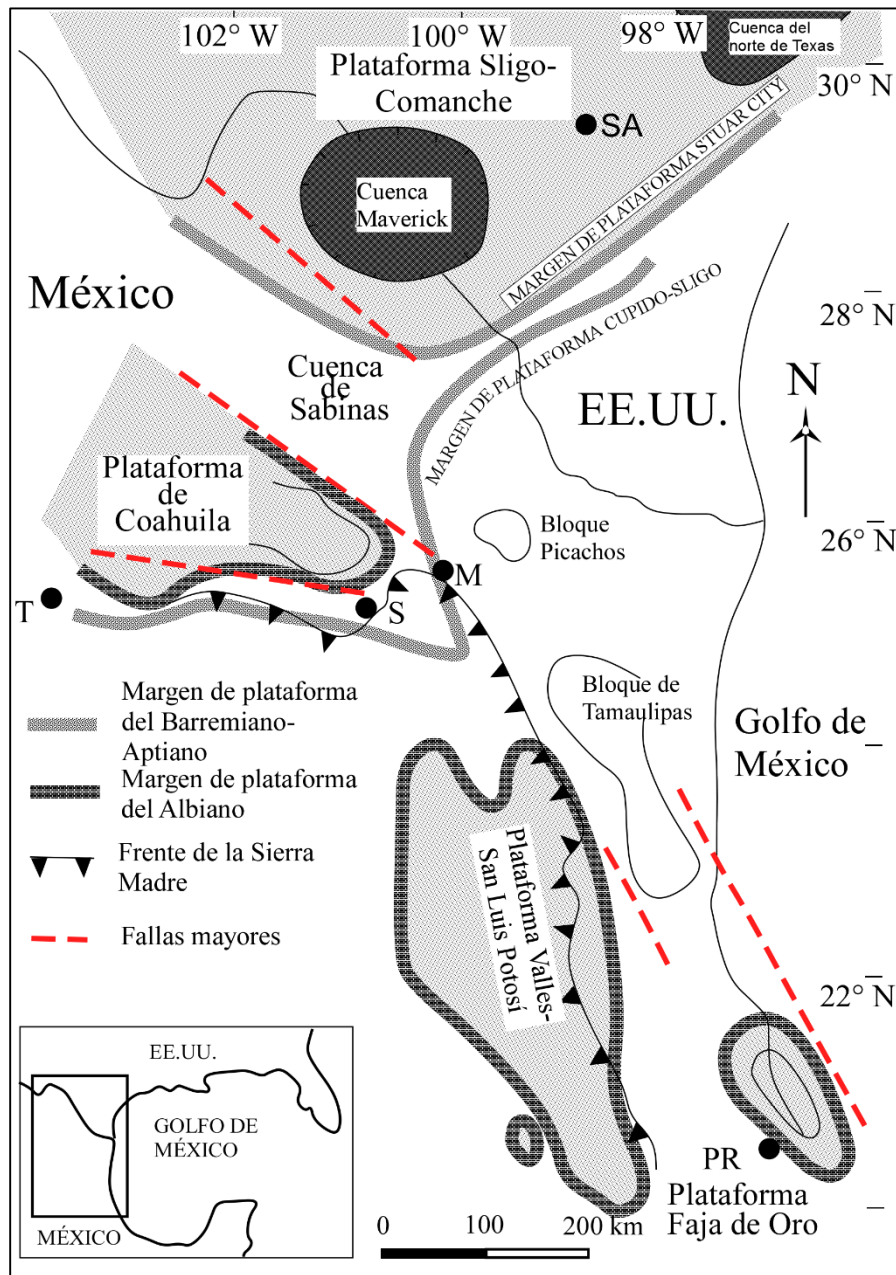 102° W
100° W
98° W
Cuenca del
norte de Texas
30° N
Plataforma Sligo-
Comanche
SA
Cuenca
Maverick
MARGEN DE PLATAFORMA STUAR CITY
MARGEN DE PLATAFORMA CUPIDO-SLIGO
México
28° N
Cuenca
de
Sabinas
N
EE.UU.
Plataforma
de
Coahuila
Bloque
Picachos
26° N
M
T
S
Bloque de
Tamaulipas
Golfo de
México
Margen de plataforma
del Barremiano-
Aptiano
Margen de plataforma
del Albiano
Frente de la Sierra
Madre
Fallas mayores
Plataforma Valles-
San Luis Potosí
22° N
EE.UU.
GOLFO DE
MÉXICO
MÉXICO
PR
Plataforma
Faja de Oro
0
100
200 km